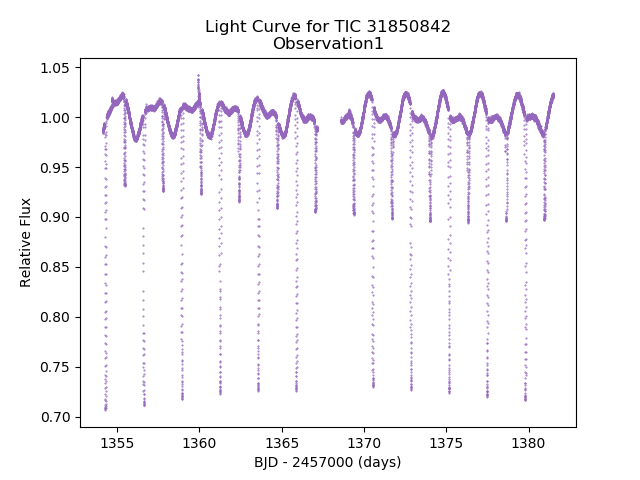 Light Curve for TIC 31850842
Observation1
1.05
1.00
0.95
0.90
0.85
0.80
0.75
0.70
Relative Flux
1355 1360 1365 1370 1375 1380
BJD - 2457000 (days)